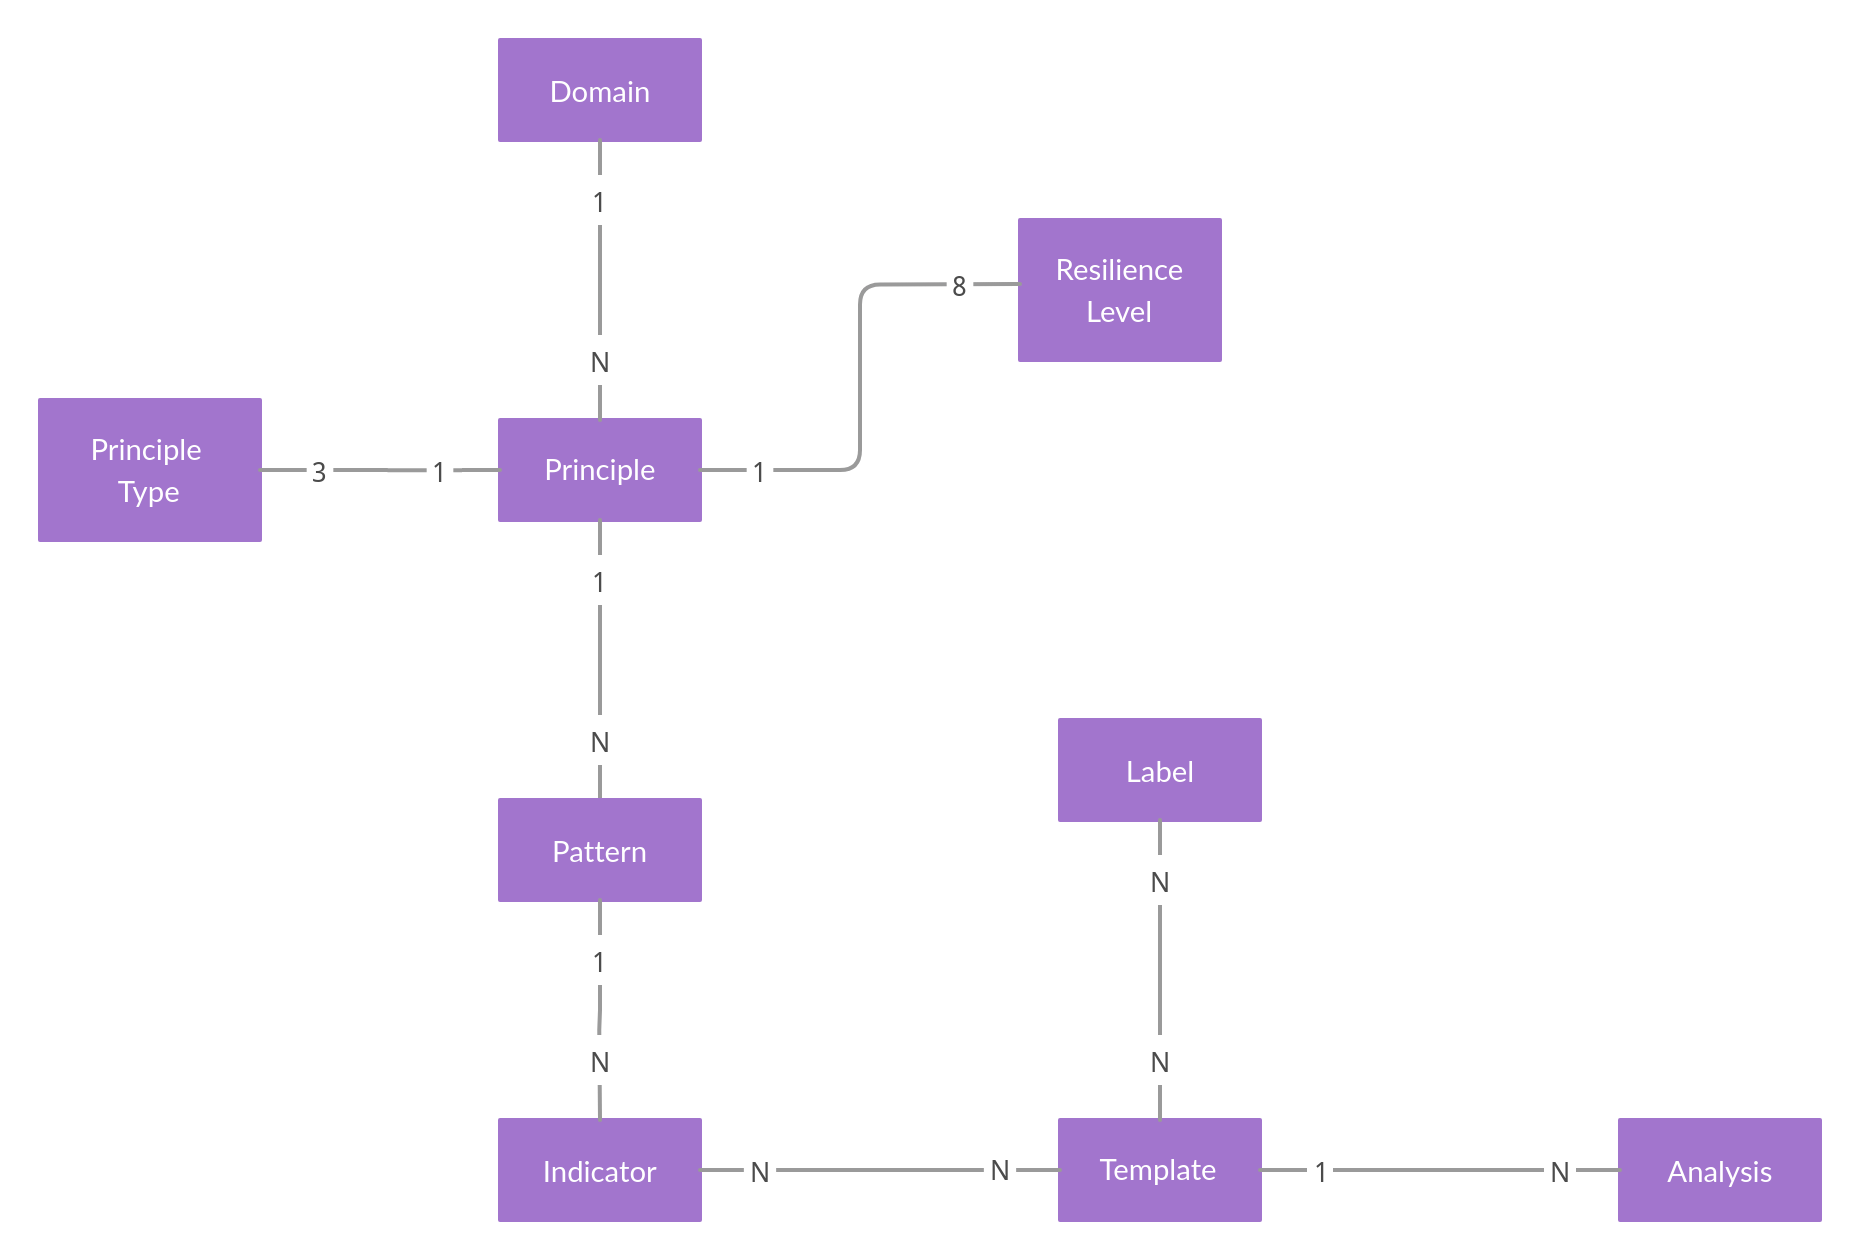 Domain
1
N
Resilience
Level
8
Principle
Type
3
1
Principle
1
1
N
Pattern
1
N
Label
N
N
Indicator
N
N
Template
1
N
Analysis